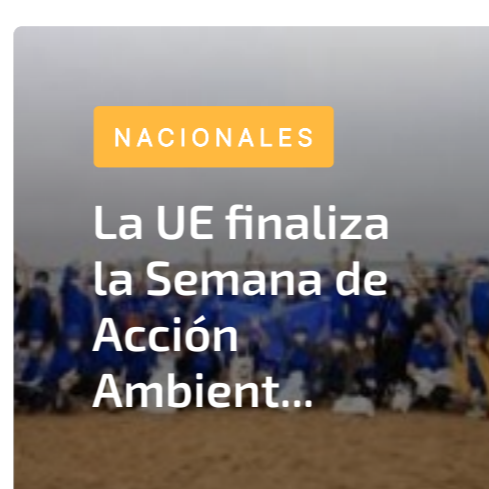 NACIONALES
La UE finaliza
la Semana de
Acción
Ambient...